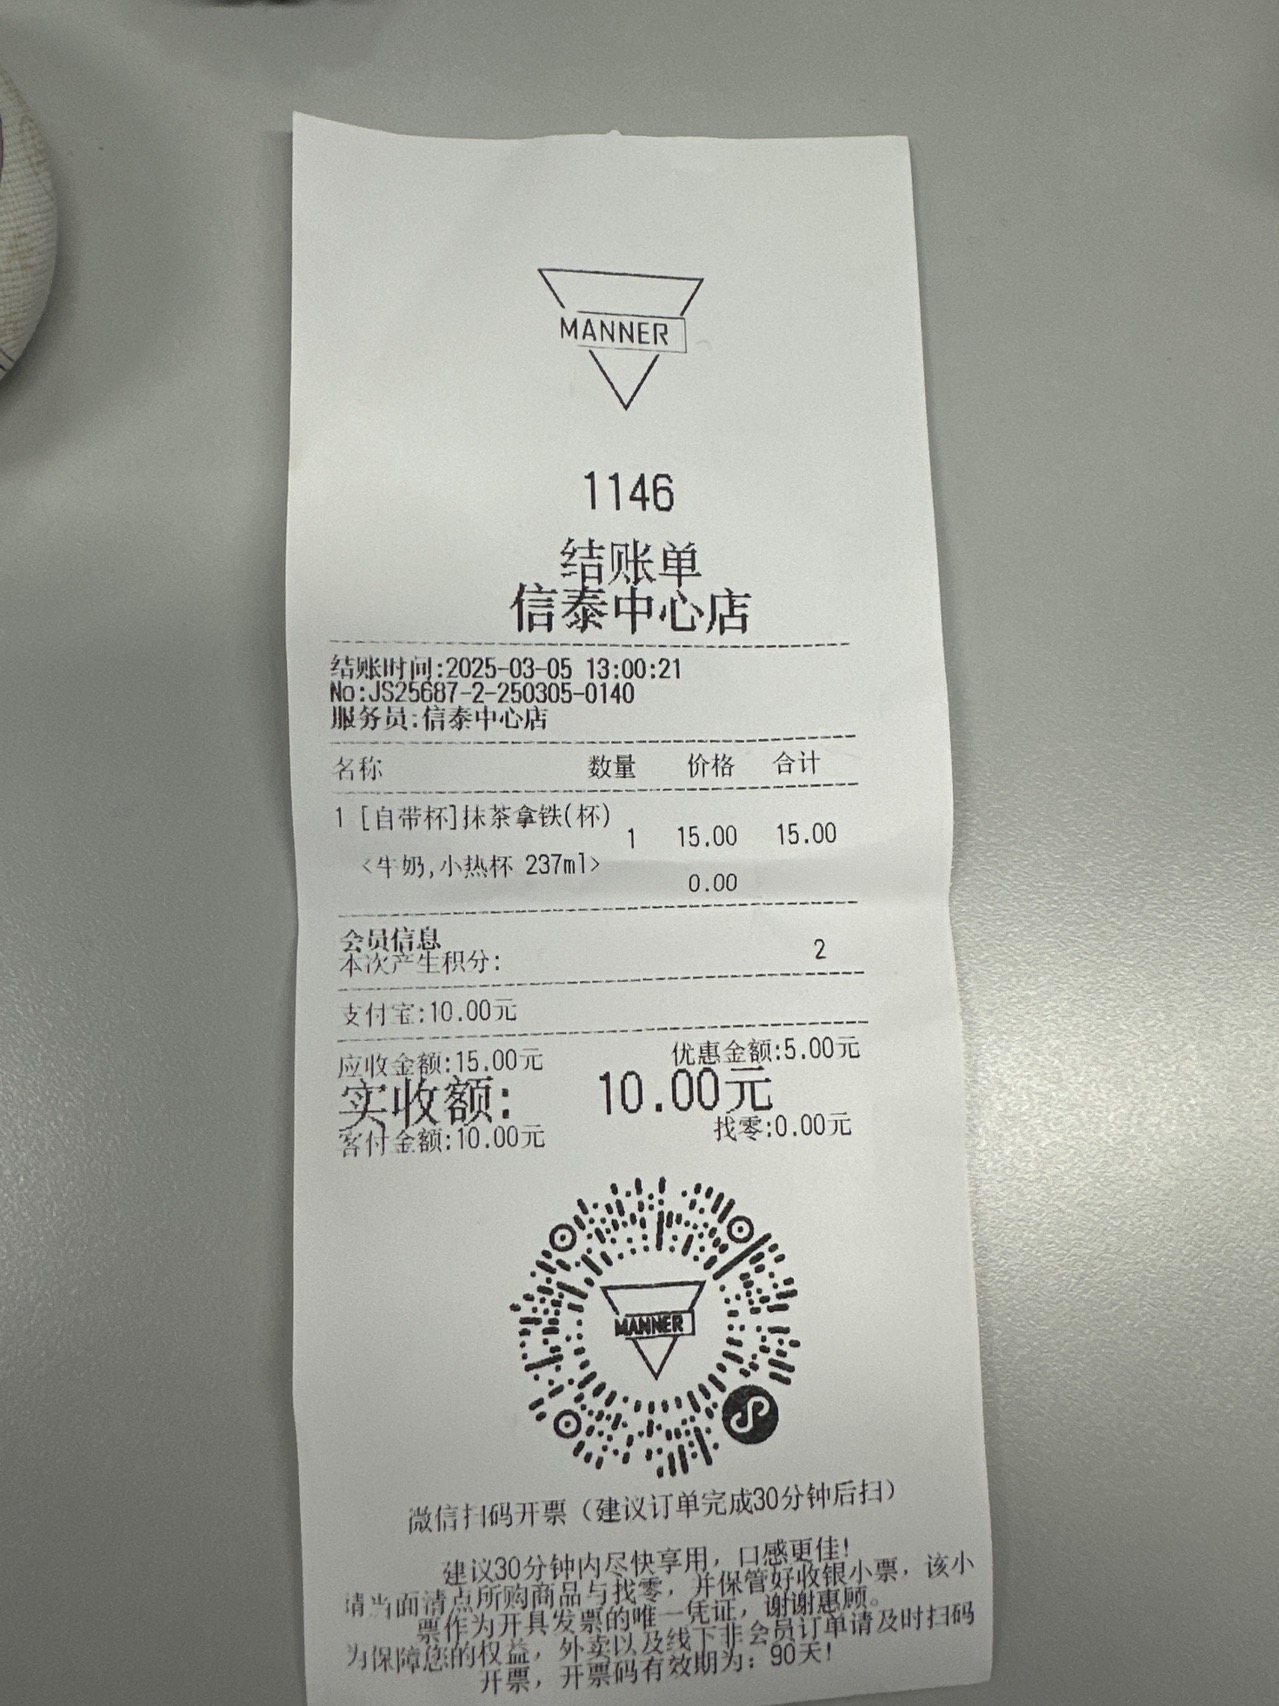 MANNER
1146
结账单
信泰中心店
结账时间:2025-03-05 13:00:21
No:JS25687-2-250305-0140
服务员:信泰中心店
名称 数量 价格 合计
1 [自带杯]抹茶拿铁(杯) 1 15.00 15.00
<牛奶,小热杯 237ml> 0.00
会员信息
本次产生积分: 2
支付宝:10.00元
应收金额:15.00元 优惠金额:5.00元
实收额: 10.00元
客付金额:10.00元 找零:0.00元
MANNER
微信扫码开票（建议订单完成30分钟后扫）
建议30分钟内尽快享用，口感更佳!
请当面清点所购商品与找零，并保管好收银小票，该小
票作为开具发票的唯一凭证，谢谢惠顾。
为保障您的权益，外卖以及线下非会员订单请及时扫码
开票，开票码有效期为：90天!